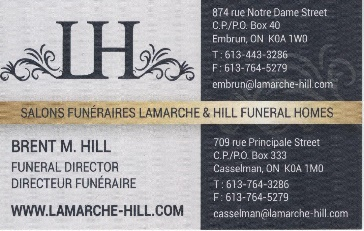 LH
874 rue Notre Dame Street
C.P./P.O. Box 40
Embrun, ON K0A 1W0
T : 613-443-3286
F : 613-764-5279
embrun@lamarche-hill.com
SALONS FUNÉRAIRES LAMARCHE & HILL FUNERAL HOMES
BRENT M. HILL
FUNERAL DIRECTOR
DIRECTEUR FUNÉRAIRE
WWW.LAMARCHE-HILL.COM
709 rue Principale Street
C.P./P.O. Box 333
Casselman, ON K0A 1M0
T : 613-764-3286
F : 613-764-5279
casselman@lamarche-hill.com